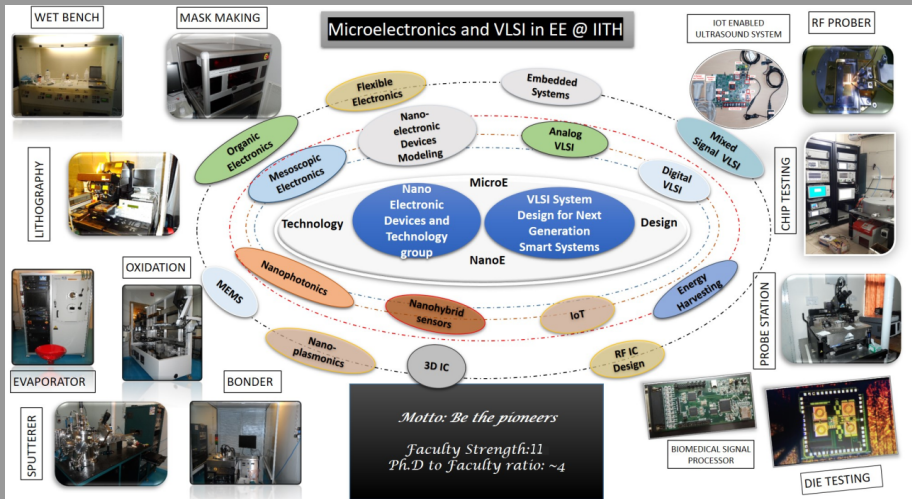 WET BENCH
MASK MAKING
Microelectronics and VLSI in EE @ IITH
IOT ENABLED
ULTRASOUND SYSTEM
RF PROBER
LITHOGRAPHY
Flexible
Electronics
Embedded
Systems
Organic
Electronics
Nano-
electronic
Devices
Modeling
Analog
VLSI
Mixed
Signal VLSI
Mesoscopic
Electronics
Digital
VLSI
CHIP TESTING
MicroE
Technology
Nano
Electronic
Devices and
Technology
group
VLSI System
Design for Next
Generation
Smart Systems
Design
NanoE
OXIDATION
MEMS
Nanophotonics
Nanohybrid
sensors
IoT
Energy
Harvesting
PROBE STATION
Nano-
plasmonics
3D IC
RF IC
Design
EVAPORATOR
BONDER
SPUTTERER
Motto: Be the pioneers
Faculty Strength:11
Ph.D to Faculty ratio: ~4
BIOMEDICAL SIGNAL
PROCESSOR
DIE TESTING